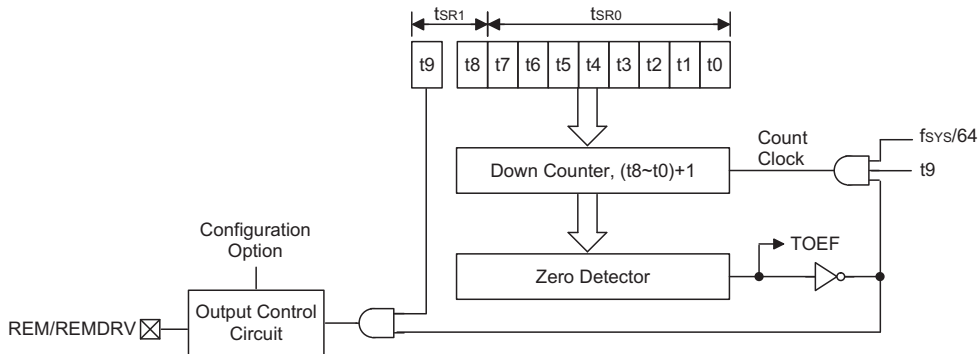 tSR1 tSR0
t9 t8 t7 t6 t5 t4 t3 t2 t1 t0
Count
Clock
fSYS/64
t9
Down Counter, (t8~t0)+1
TOEF
Zero Detector
Configuration
Option
Output Control
Circuit
REM/REMDRV